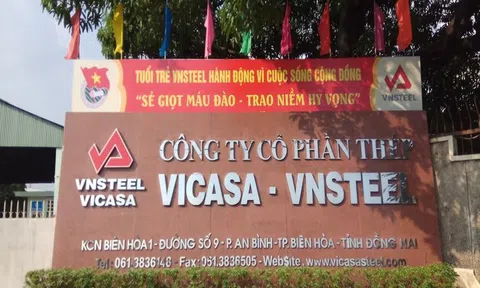 TUỔI TRẺ VNSTEEL HÀNH ĐỘNG VÌ CUỘC SỐNG CỘNG ĐỒNG
"SẺ GIỌT MÁU ĐÀO - TRAO NIỀM HY VỌNG"
VNSTEEL
VNSTEEL
VICASA
CÔNG TY CỔ PHẦN THÉP
VICASA - VNSTEEL
KCN BIÊN HÒA 1 - ĐƯỜNG SỐ 9 - P. AN BÌNH - TP. BIÊN HÒA - TỈNH ĐỒNG NAI
Tel: 061.3836148 - Fax: 061.3836505 - Website: www.vicasasteel.com